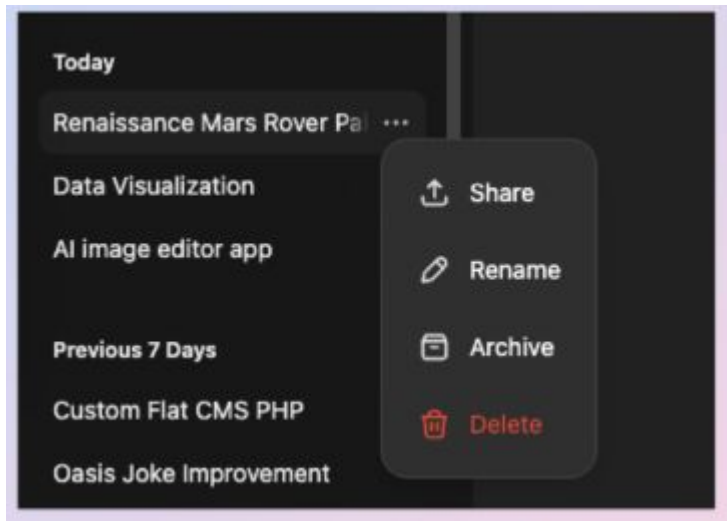 Today
Renaissance Mars Rover Pa
Data Visualization
AI image editor app
Previous 7 Days
Custom Flat CMS PHP
Oasis Joke Improvement
Share
Rename
Archive
Delete